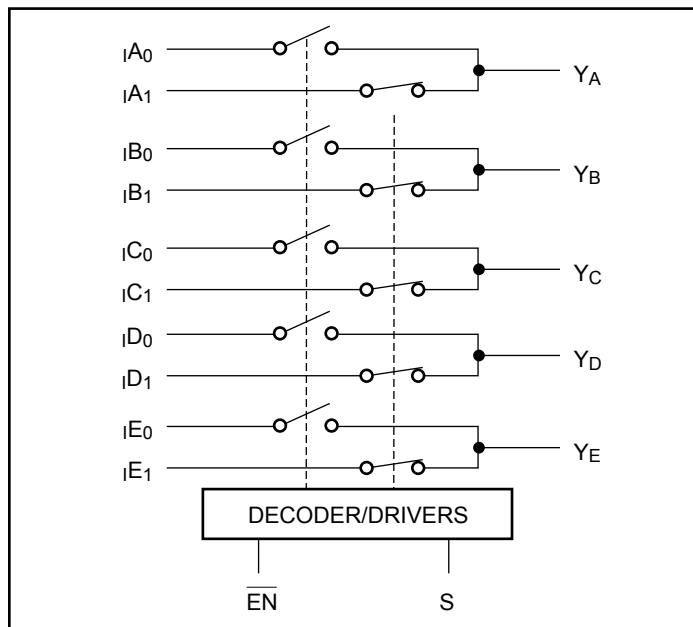 IA0
YA
IA1
IB0
YB
IB1
IC0
YC
IC1
ID0
YD
ID1
IE0
YE
IE1
DECODER/DRIVERS
EN S